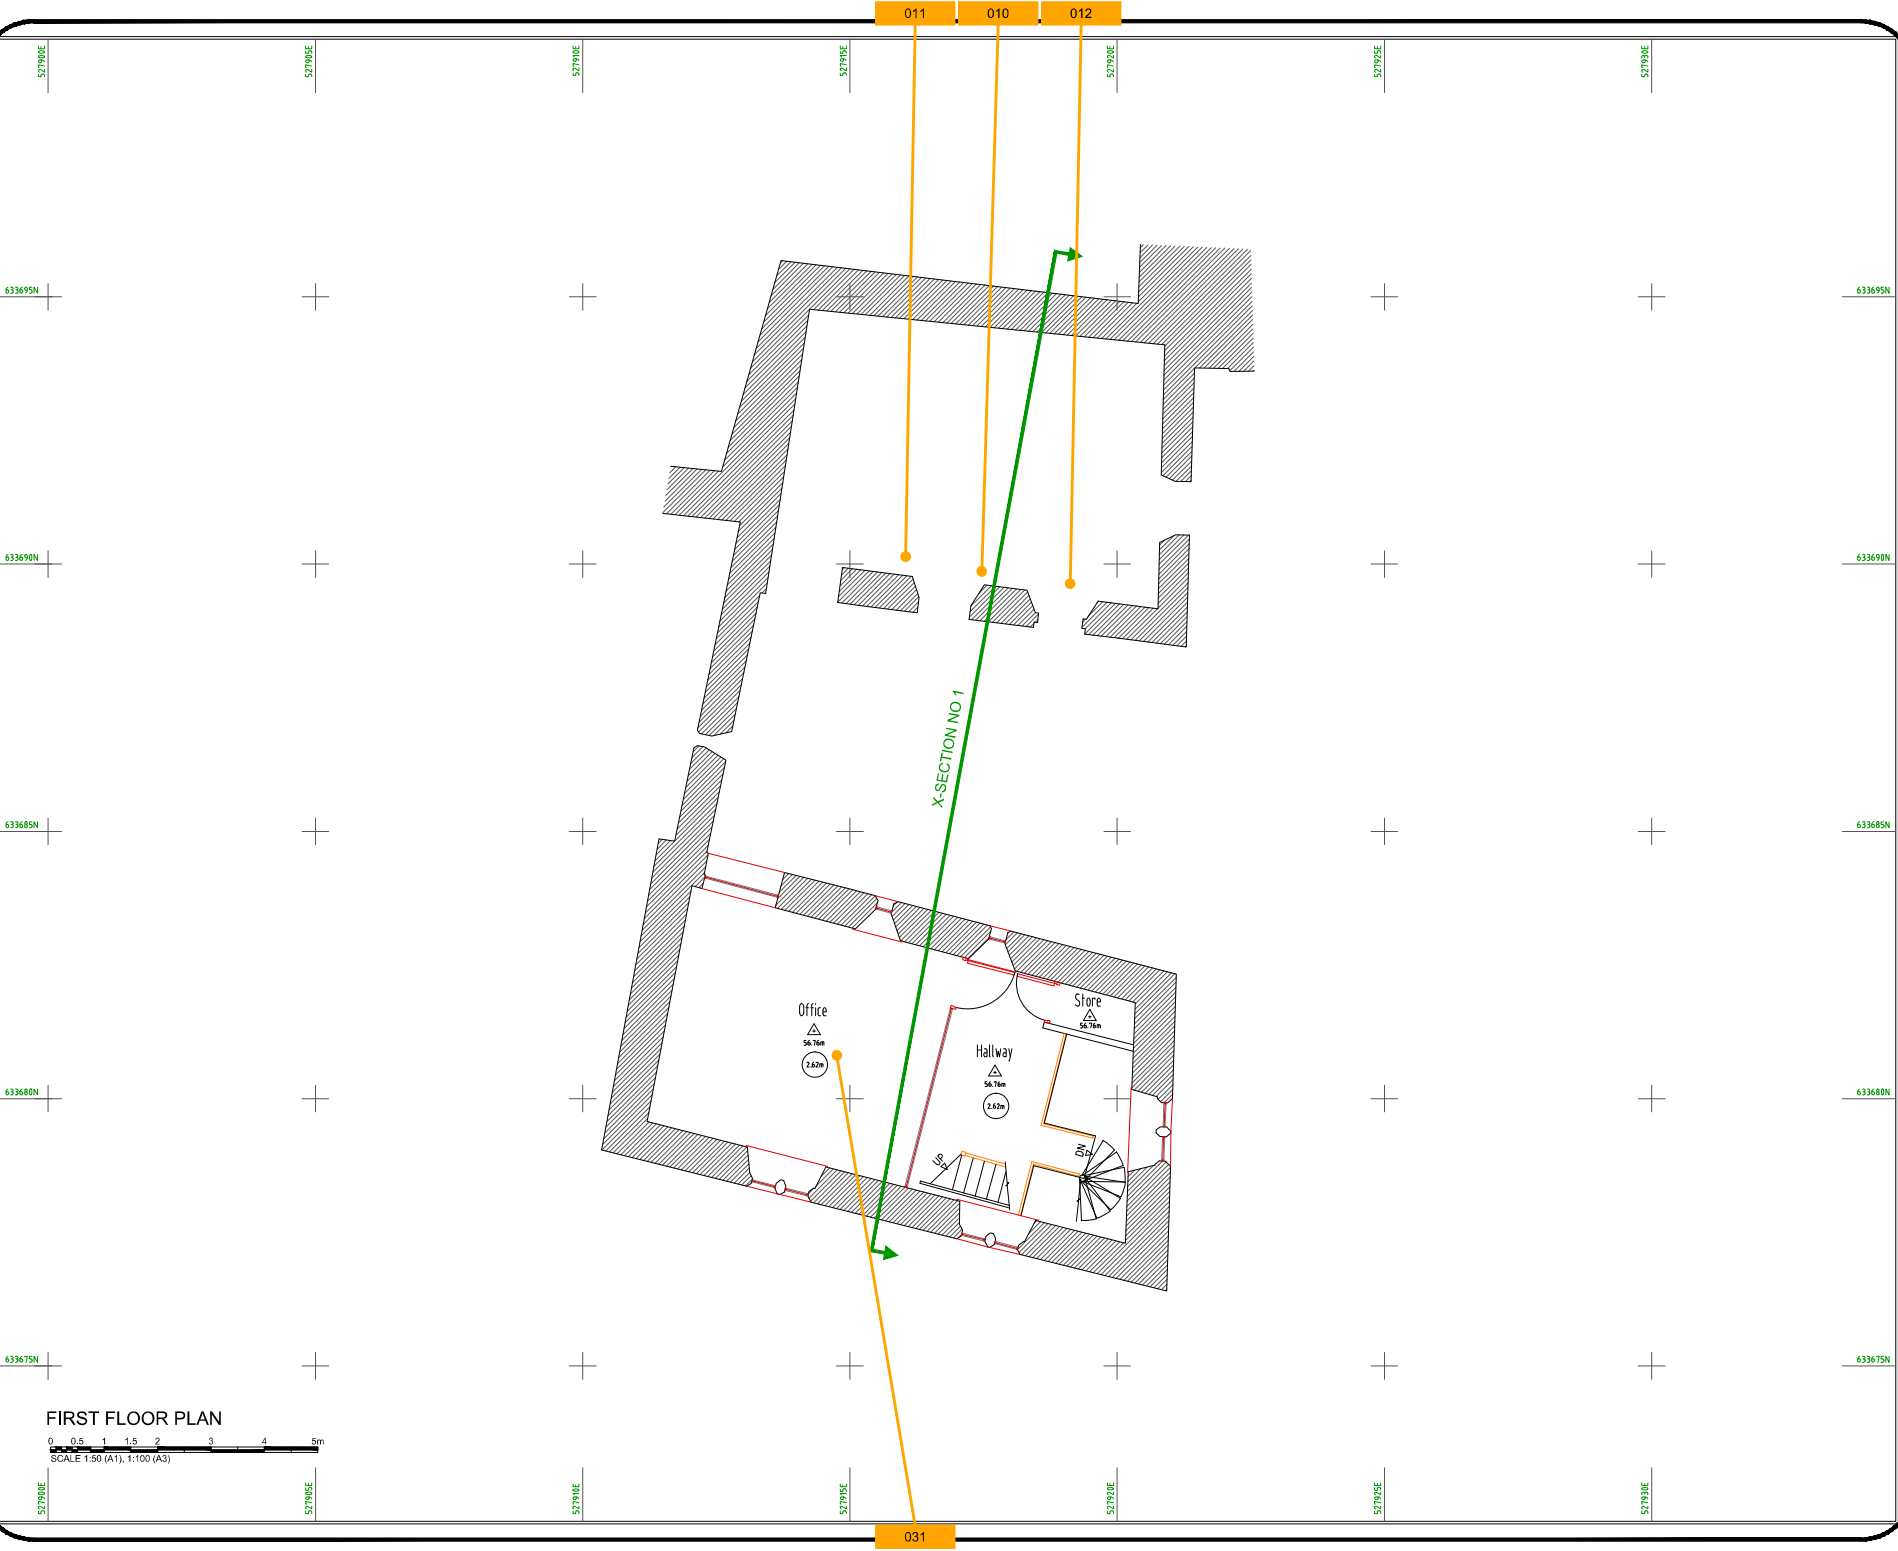 011 010 012
527900E 527905E 527910E 527915E 527920E 527925E 527930E
633695N 633695N
633690N 633690N
X-SECTION NO 1
633685N 633685N
Store
56.76m
Office
56.76m
2.62m
Hallway
56.76m
2.62m
633680N 633680N
UP
DN
633675N 633675N
FIRST FLOOR PLAN
0 0.5 1 1.5 2 3 4 5m
SCALE 1:50 (A1), 1:100 (A3)
527900E 527905E 527910E 527915E 527920E 527925E 527930E
031